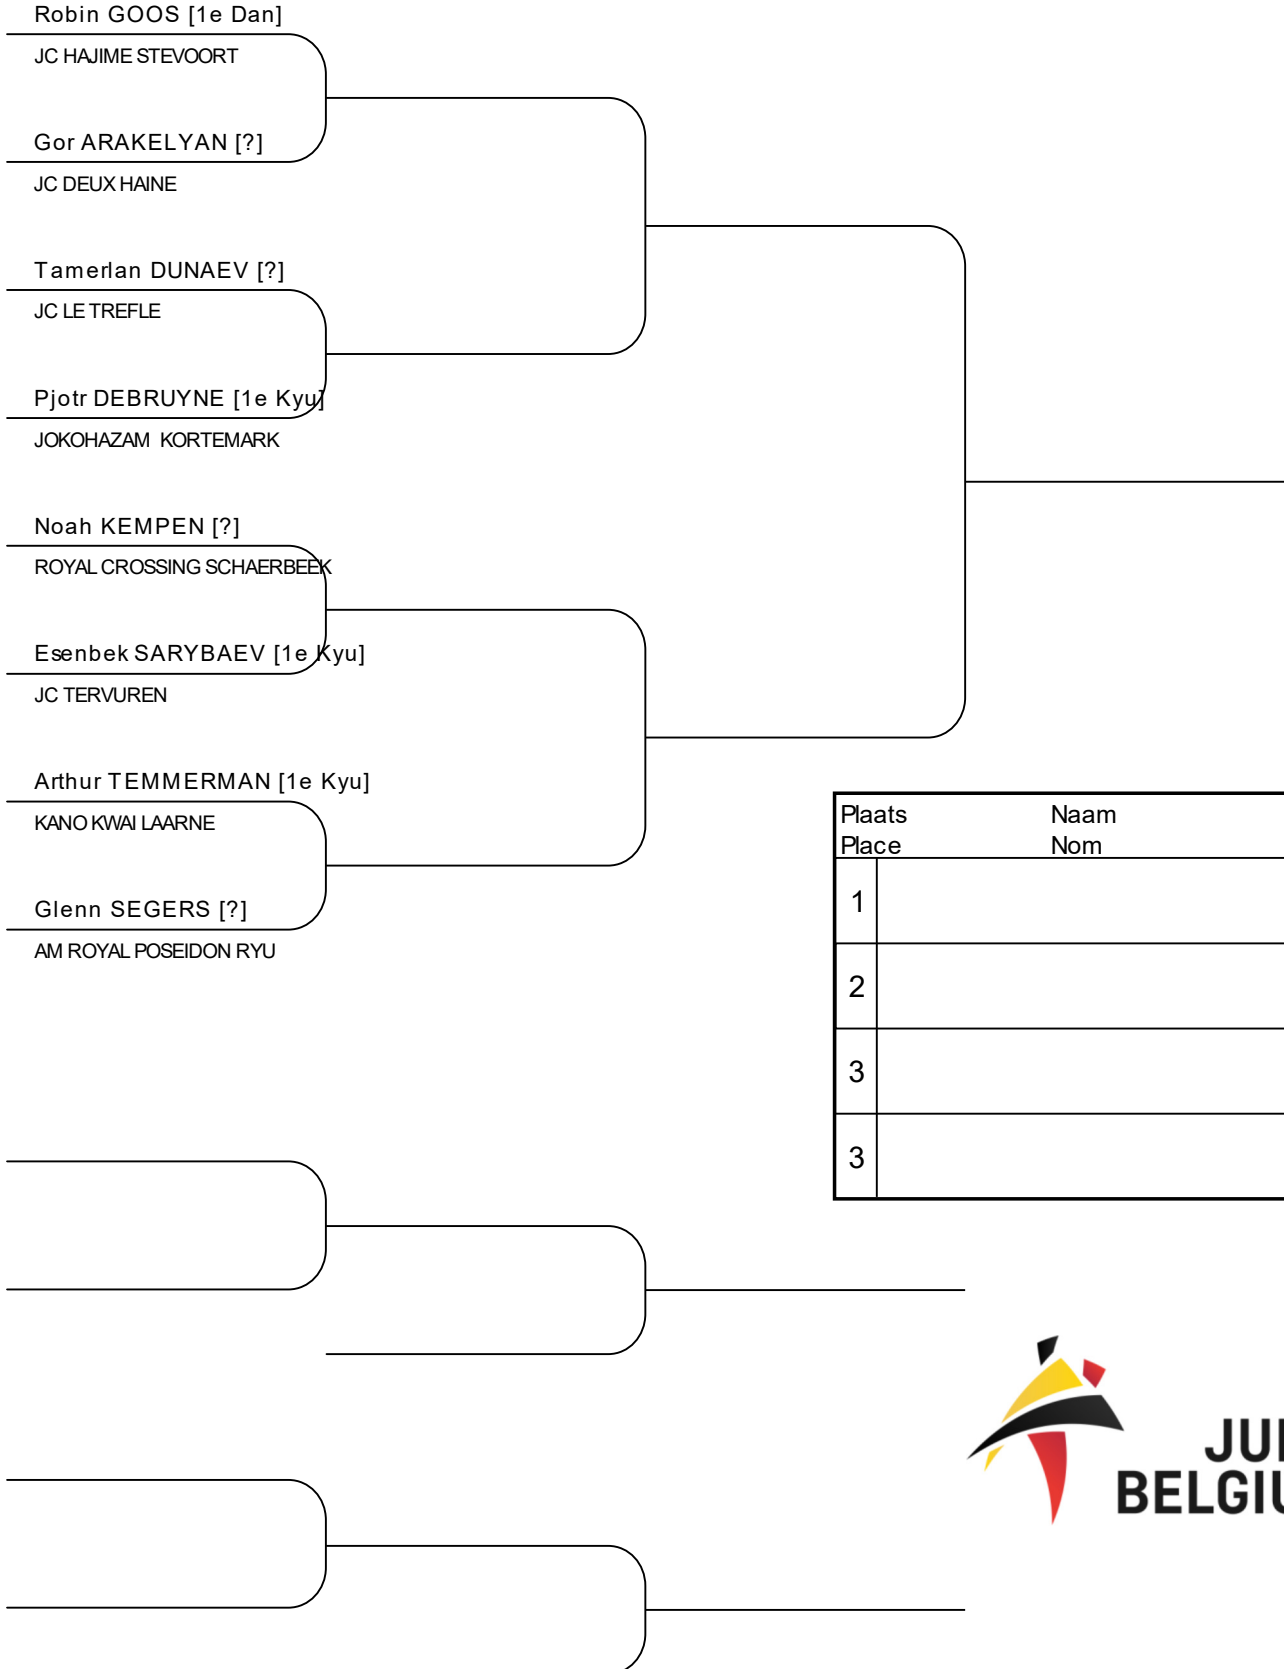 Robin GOOS [1e Dan]
JC HAJIME STEVOORT
Gor ARAKELYAN [?]
JC DEUX HAINE
Tamerlan DUNAEV [?]
JC LE TREFLE
Pjotr DEBRUYNE [1e Kyu]
JOKOHAZAM KORTEMARK
Noah KEMPEN [?]
ROYAL CROSSING SCHAERBEEK
Esenbek SARYBAEV [1e Kyu]
JC TERVUREN
Arthur TEMMERMAN [1e Kyu]
KANO KWAI LAARNE
Glenn SEGERS [?]
AM ROYAL POSEIDON RYU
Plaats Naam
Place Nom
1
2
3
3